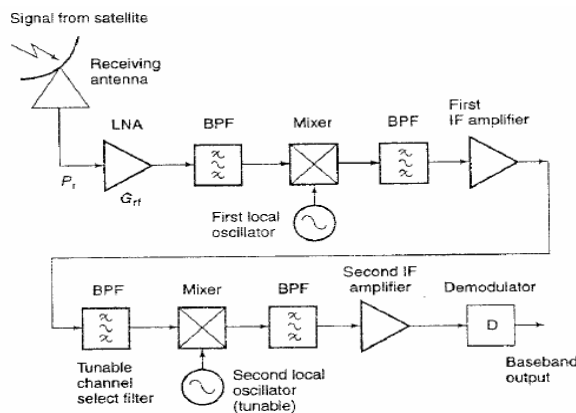 Signal from satellite
Receiving
antenna
LNA
BPF
Mixer
BPF
First
IF amplifier
Pr
Grf
First local
oscillator
BPF
Mixer
BPF
Second IF
amplifier
Demodulator
D
Tunable
channel
select filter
Second local
oscillator
(tunable)
Baseband
output